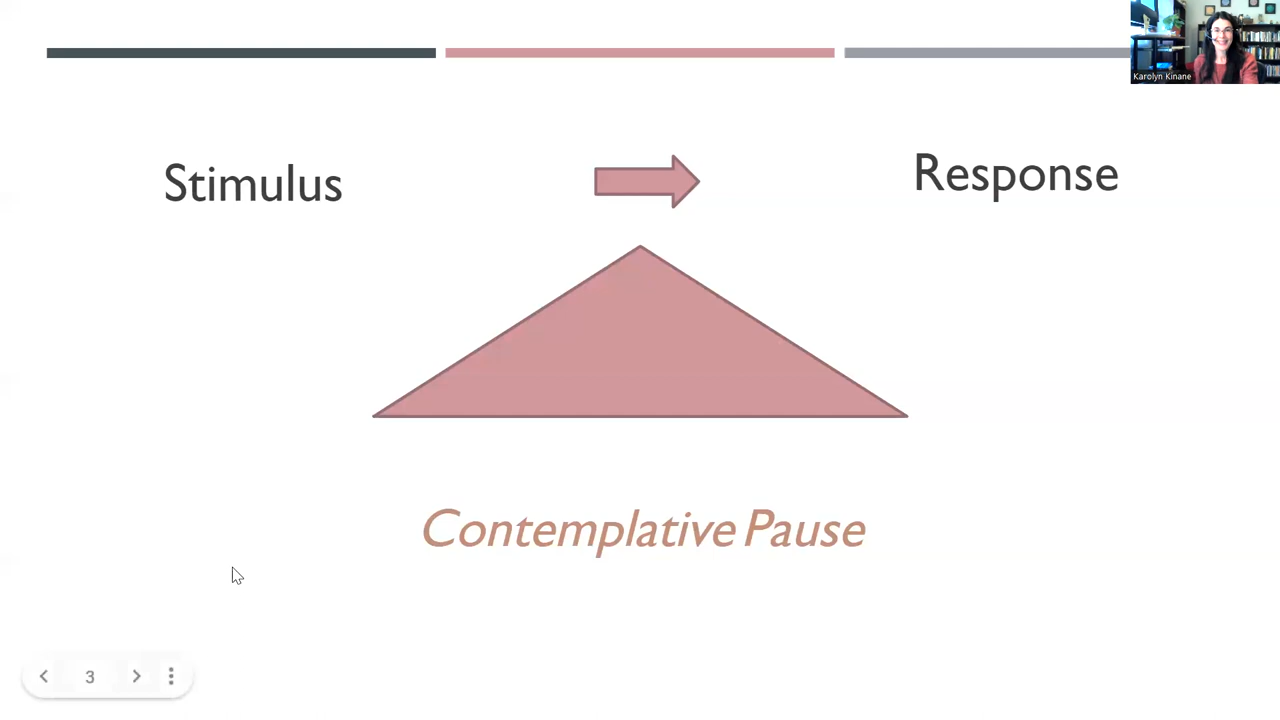 Karolyn Kinane
Stimulus
Response
Contemplative Pause
3